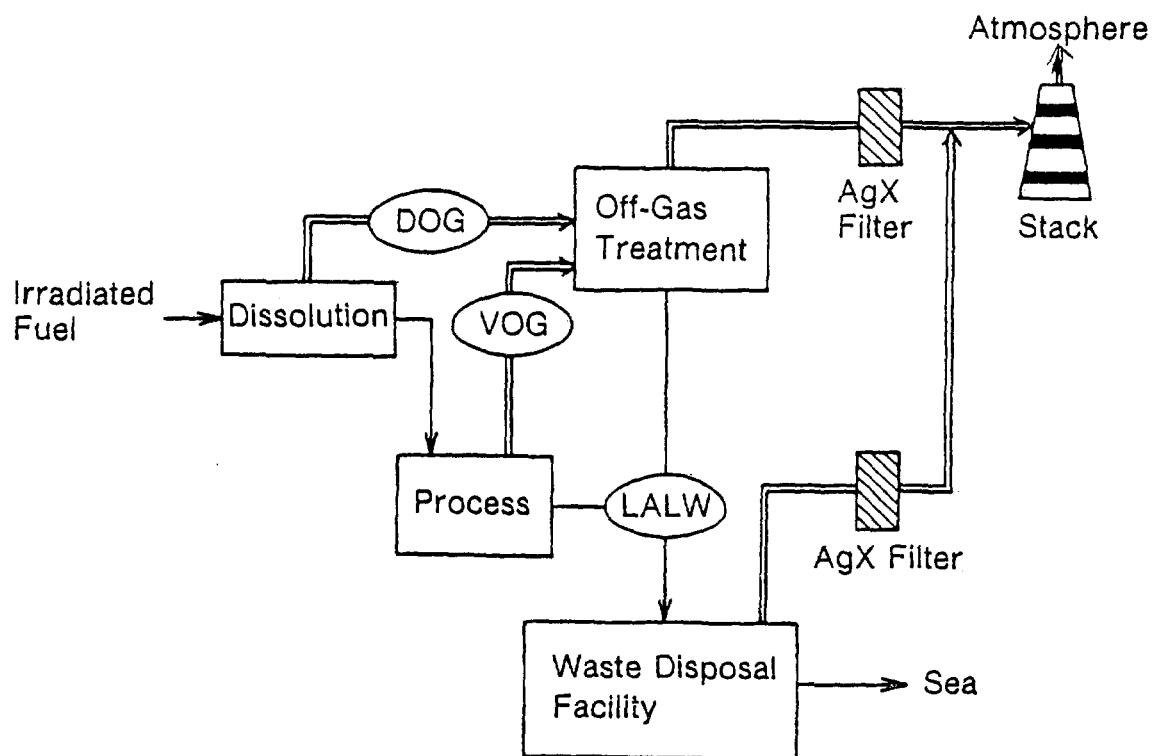 Atmosphere
AgX
Filter
Stack
Off-Gas
Treatment
DOG
Irradiated
Fuel
Dissolution
VOG
Process
LALW
AgX Filter
Waste Disposal
Facility
Sea